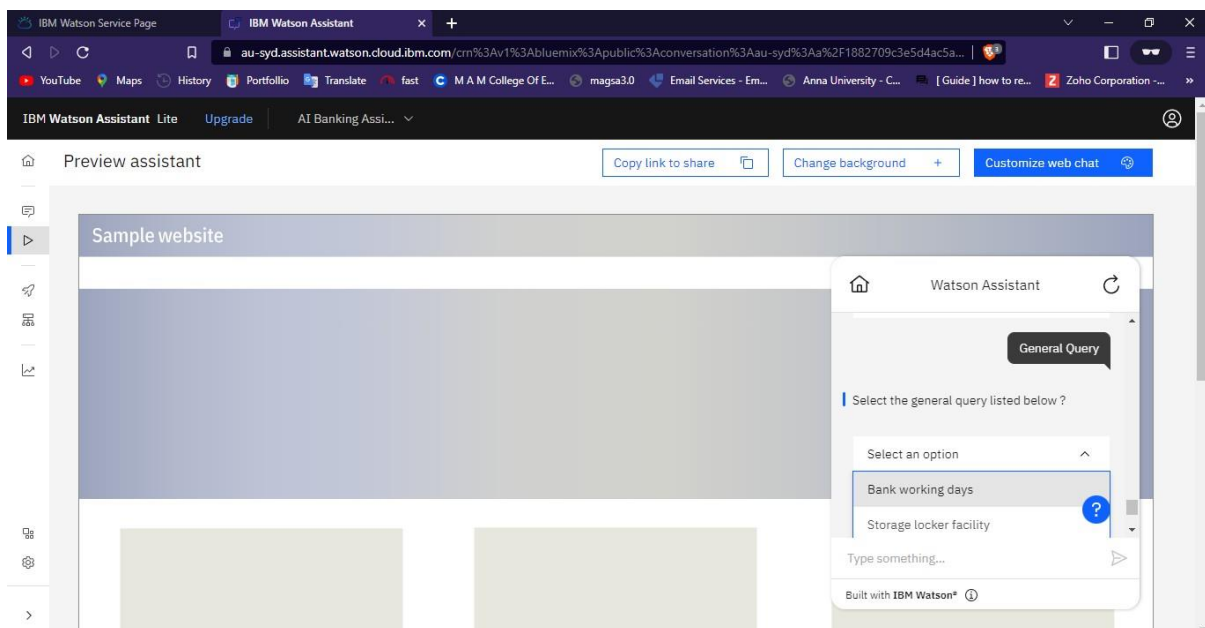 IBM Watson Service Page
IBM Watson Assistant
au-syd.assistant.watson.cloud.ibm.com/crn%3Av1%3Abluemix%3Apublic%3Aconversation%3Aau-syd%3Aa%2F1882709c3e5d4ac5a...
YouTube Maps History Portfollio Translate fast M A M College Of E... magsa3.0 Email Services - Em... Anna University - C... [ Guide ] how to re... Zoho Corporation -... »
IBM Watson Assistant Lite Upgrade AI Banking Assi...
Preview assistant Copy link to share Change background + Customize web chat
Sample website
Watson Assistant
General Query
Select the general query listed below ?
Select an option
Bank working days
?
Storage locker facility
Type something...
Built with IBM Watson®